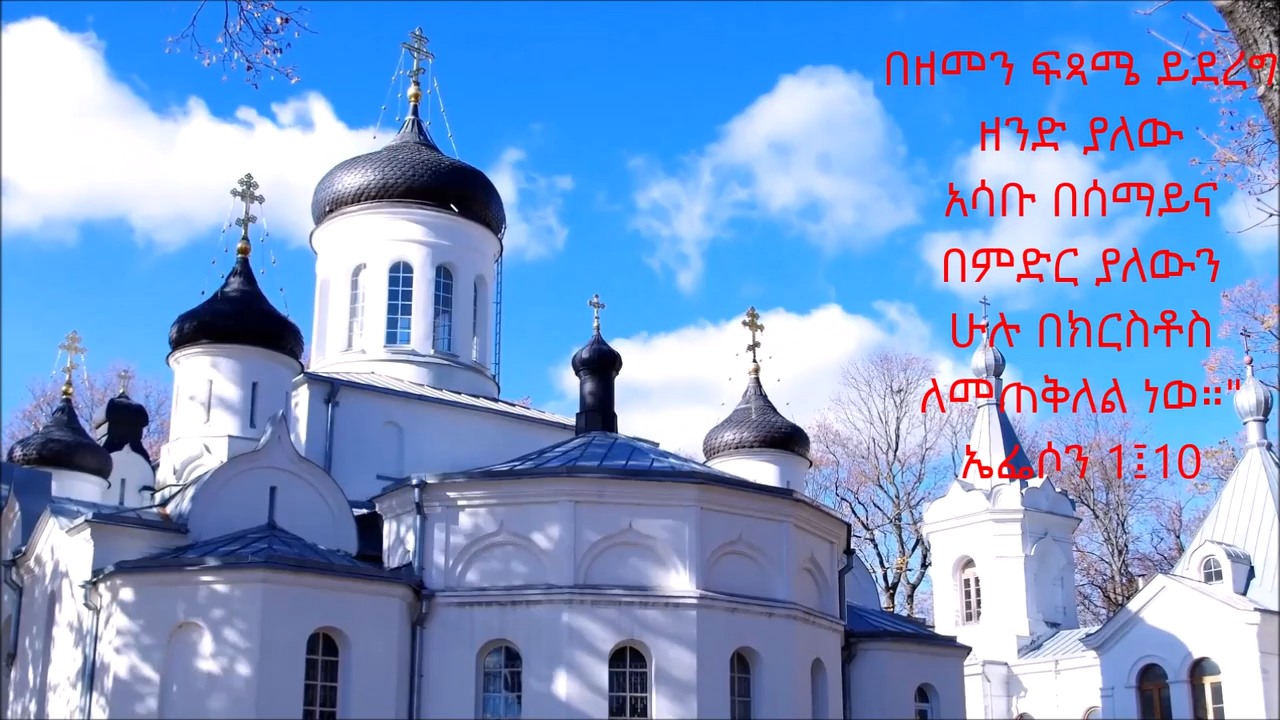 በዘመን ፍጻሜ ይደረግ
ዘንድ ያለው
አሳቡ በሰማይና
በምድር ያለውን
ሁሉ በክርስቶስ
ለመጠቅለል ነው።"
ኤፌሶን 1፤10